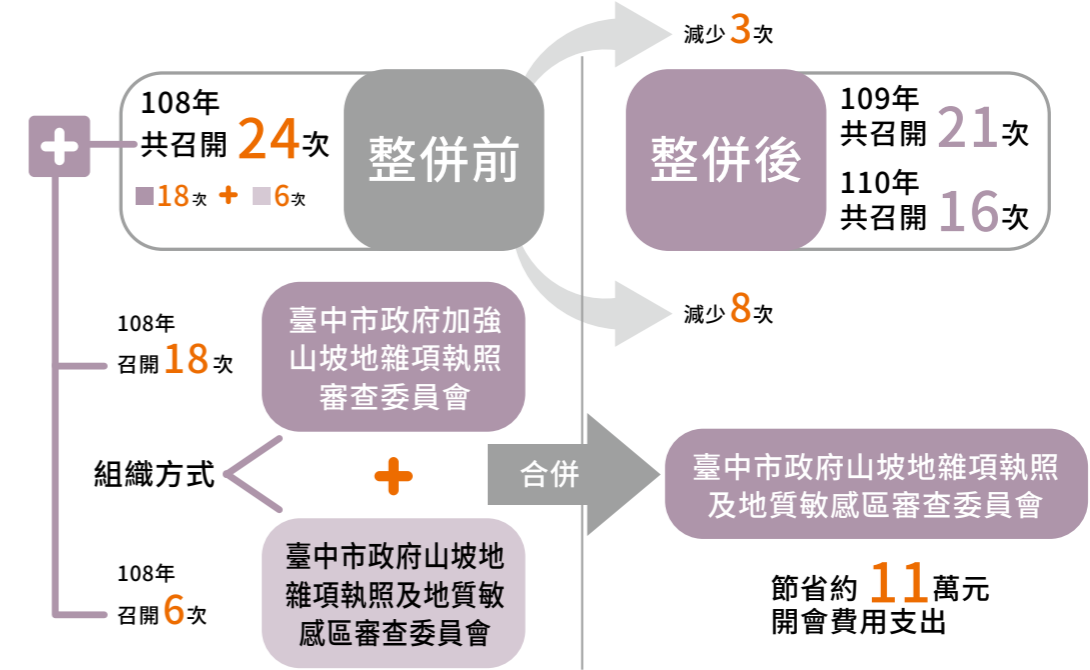 108年
共召開 24次
18次 + 6次
整併前
減少3次
整併後
109年
共召開 21次
110年
共召開 16次
減少8次
108年
召開18次
臺中市政府加強
山坡地雜項執照
審查委員會
組織方式
+
合併
臺中市政府山坡地雜項執照
及地質敏感區審查委員會
108年
召開6次
臺中市政府山坡地
雜項執照及地質敏
感區審查委員會
節省約 11萬元
開會費用支出